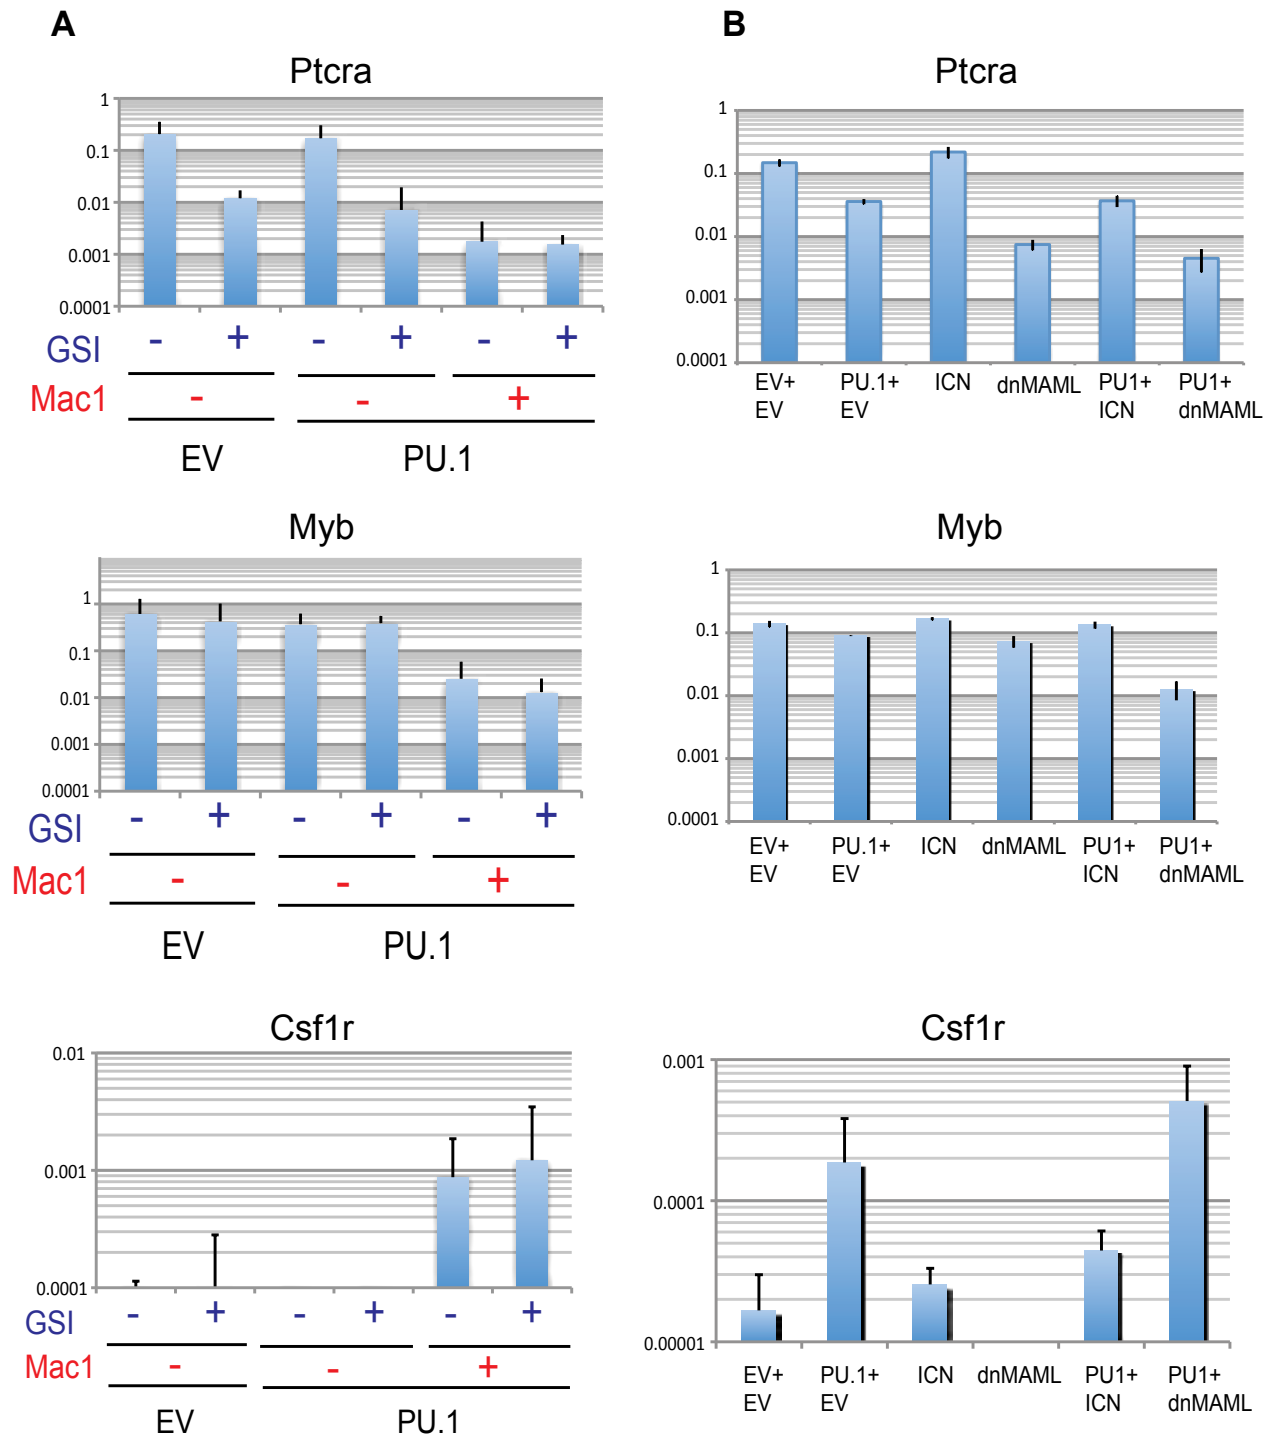 A
B
Ptcra
1
0.1
0.01
0.001
0.0001
GSI - + - + - +
Mac1 - - +
EV PU.1
Ptcra
1
0.1
0.01
0.001
0.0001
EV+ PU.1+ ICN dnMAML PU1+ PU1+
EV EV ICN dnMAML
Myb
1
0.1
0.01
0.001
0.0001
GSI - + - + - +
Mac1 - - +
EV PU.1
Myb
1
0.1
0.01
0.001
0.0001
EV+ PU.1+ ICN dnMAML PU1+ PU1+
EV EV ICN dnMAML
Csf1r
0.01
0.001
0.0001
GSI - + - + - +
Mac1 - - +
EV PU.1
Csf1r
0.001
0.0001
0.00001
EV+ PU.1+ ICN dnMAML PU1+ PU1+
EV EV ICN dnMAML